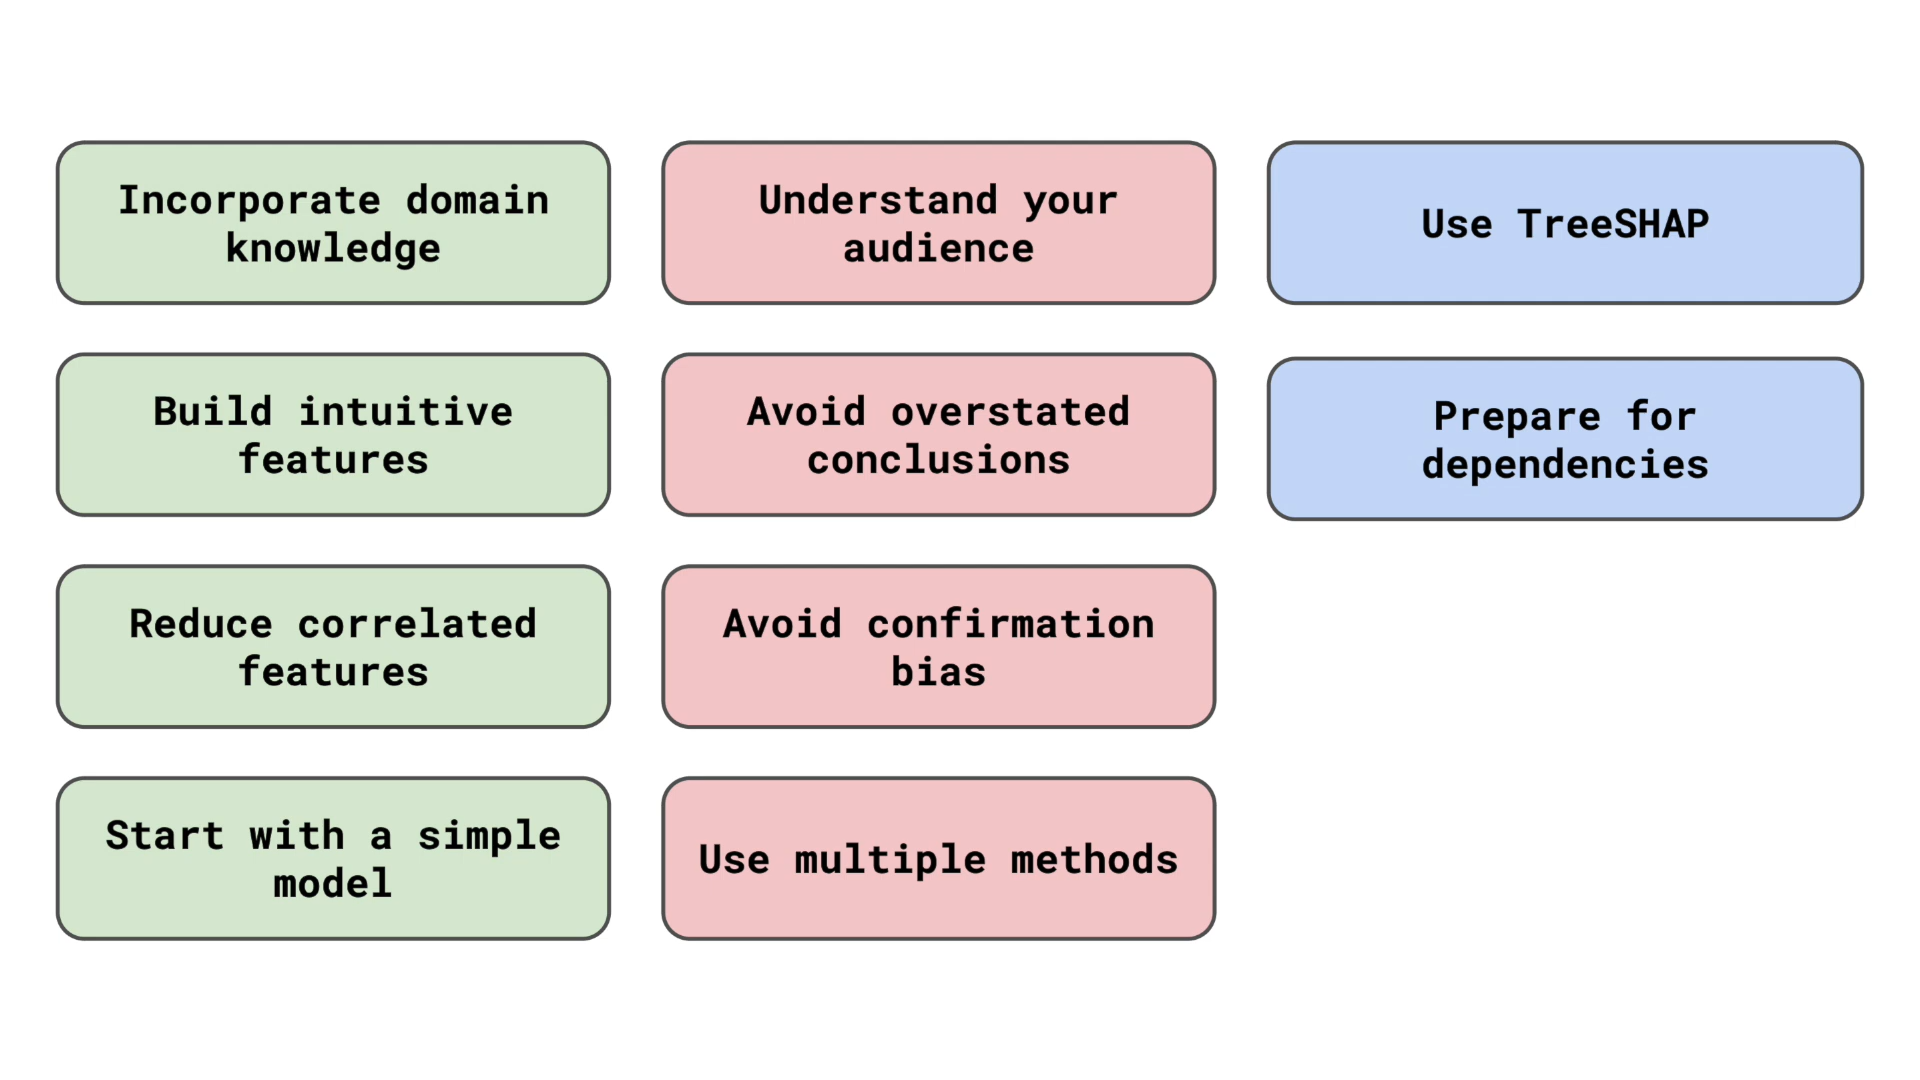 Incorporate domain
knowledge
Build intuitive
features
Reduce correlated
features
Start with a simple
model
Understand your
audience
Avoid overstated
conclusions
Avoid confirmation
bias
Use multiple methods
Use TreeSHAP
Prepare for
dependencies